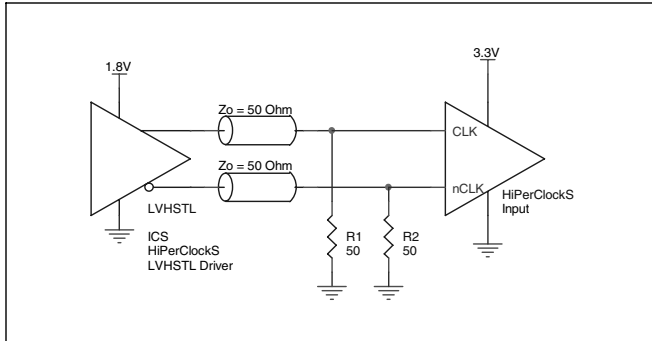 1.8V
3.3V
Zo = 50 Ohm
CLK
Zo = 50 Ohm
nCLK
HiPerClockS
Input
LVHSTL
ICS
HiPerClockS
LVHSTL Driver
R1
50
R2
50